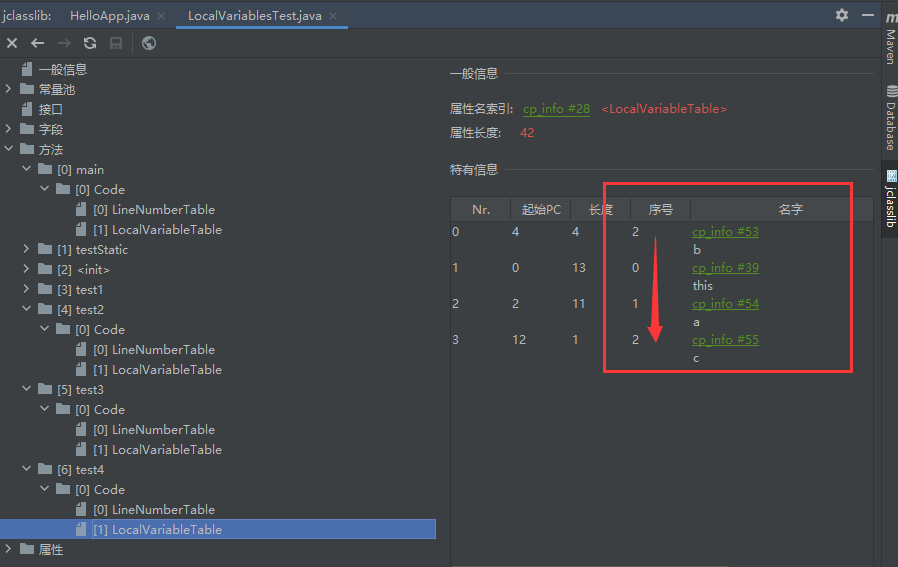 jclasslib: HelloApp.java LocalVariablesTest.java
一般信息
常量池
接口
字段
方法
[0] main
[0] Code
[0] LineNumberTable
[1] LocalVariableTable
[1] testStatic
[2] <init>
[3] test1
[4] test2
[0] Code
[0] LineNumberTable
[1] LocalVariableTable
[5] test3
[0] Code
[0] LineNumberTable
[1] LocalVariableTable
[6] test4
[0] Code
[0] LineNumberTable
[1] LocalVariableTable
属性
一般信息
属性名索引: cp_info #28 <LocalVariableTable>
属性长度: 42
特有信息
Nr. 起始PC 长度 序号 名字
0 4 4 2 cp_info #53
b
1 0 13 0 cp_info #39
this
2 2 11 1 cp_info #54
a
3 12 1 2 cp_info #55
c
m
Maven
Database
jclasslib